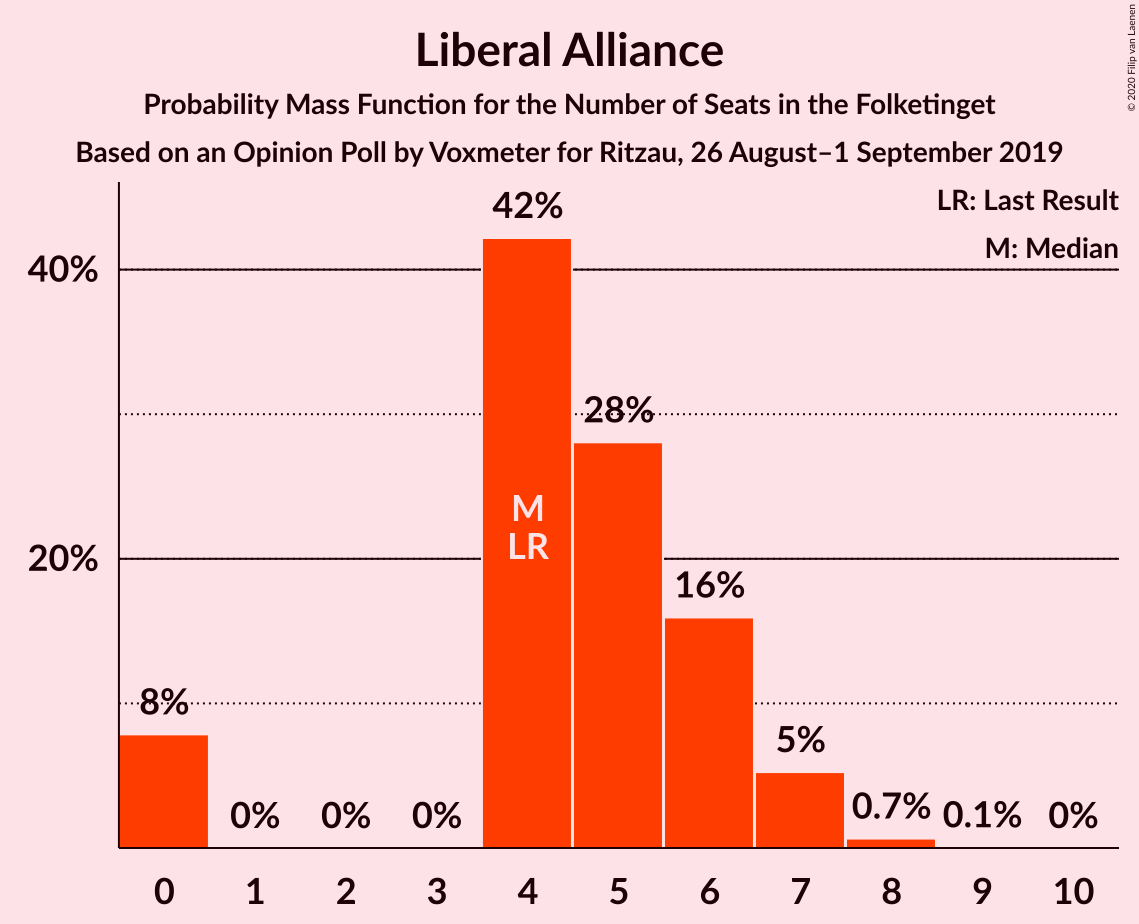 Liberal Alliance
Probability Mass Function for the Number of Seats in the Folketinget
Based on an Opinion Poll by Voxmeter for Ritzau, 26 August–1 September 2019
© 2020 Filip van Laenen
LR: Last Result
M: Median
40%
20%
42%
28%
16%
8%
5%
0%
0%
0%
0.7%
0.1%
0%
M
LR
0 1 2 3 4 5 6 7 8 9 10